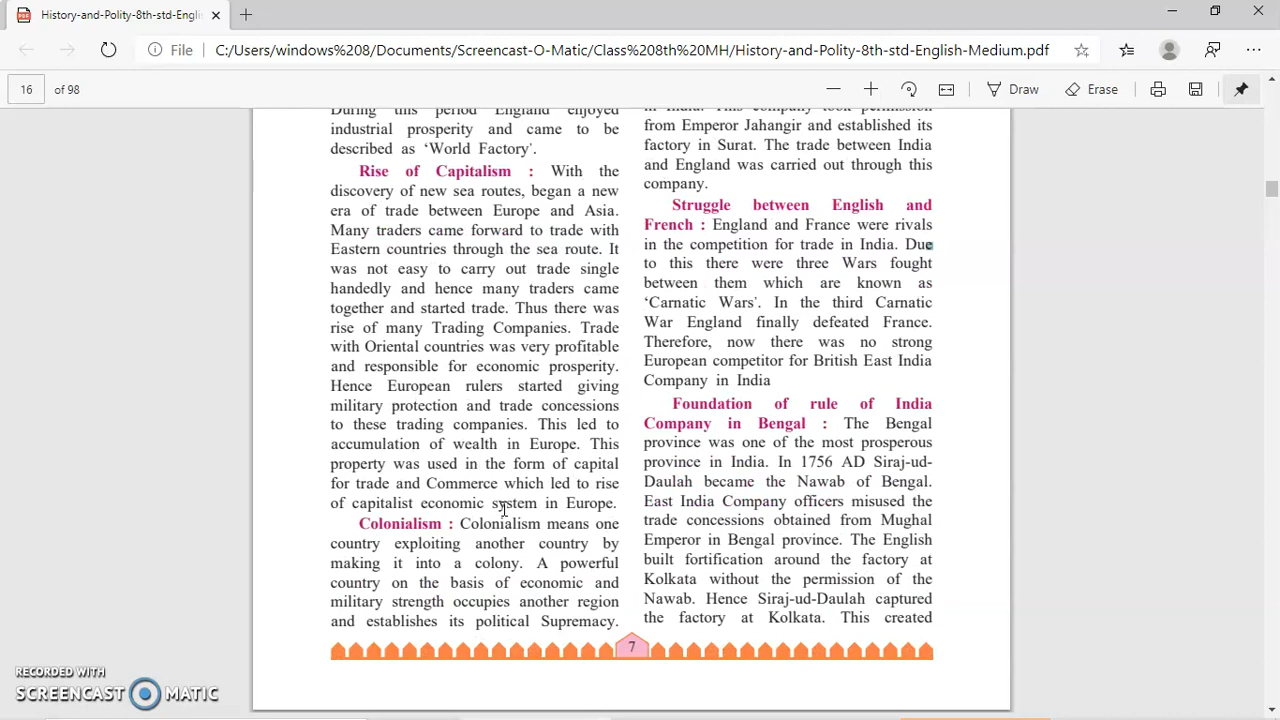 History-and-Polity-8th-std-Engli
File
C:/Users/windows%208/Documents/Screencast-O-Matic/Class%208th%20MH/History-and-Polity-8th-std-English-Medium.pdf
16 of 98
Draw
Erase
During this period England enjoyed
industrial prosperity and came to be
described as ‘World Factory’.
Rise of Capitalism : With the
discovery of new sea routes, began a new
era of trade between Europe and Asia.
Many traders came forward to trade with
Eastern countries through the sea route. It
was not easy to carry out trade single
handedly and hence many traders came
together and started trade. Thus there was
rise of many Trading Companies. Trade
with Oriental countries was very profitable
and responsible for economic prosperity.
Hence European rulers started giving
military protection and trade concessions
to these trading companies. This led to
accumulation of wealth in Europe. This
property was used in the form of capital
for trade and Commerce which led to rise
of capitalist economic system in Europe.
Colonialism : Colonialism means one
country exploiting another country by
making it into a colony. A powerful
country on the basis of economic and
military strength occupies another region
and establishes its political Supremacy.
in India. This company took permission
from Emperor Jahangir and established its
factory in Surat. The trade between India
and England was carried out through this
company.
Struggle between English and
French : England and France were rivals
in the competition for trade in India. Due
to this there were three Wars fought
between them which are known as
‘Carnatic Wars’. In the third Carnatic
War England finally defeated France.
Therefore, now there was no strong
European competitor for British East India
Company in India
Foundation of rule of India
Company in Bengal : The Bengal
province was one of the most prosperous
province in India. In 1756 AD Siraj-ud-
Daulah became the Nawab of Bengal.
East India Company officers misused the
trade concessions obtained from Mughal
Emperor in Bengal province. The English
built fortification around the factory at
Kolkata without the permission of the
Nawab. Hence Siraj-ud-Daulah captured
the factory at Kolkata. This created
7
RECORDED WITH
SCREENCAST MATIC